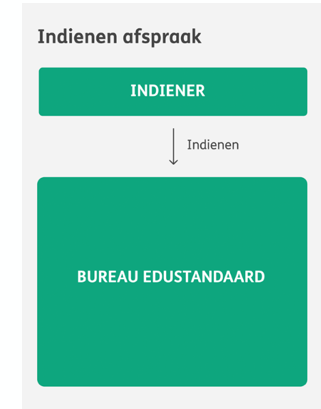 Indienen afspraak
INDIENER
Indienen
BUREAU EDUSTANDAARD